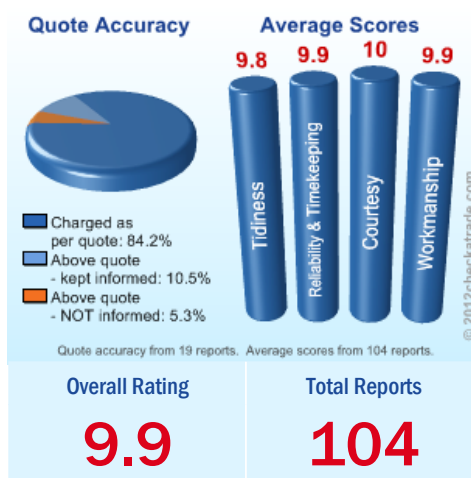 Quote Accuracy
Average Scores
9.8
9.9
10
9.9
Tidiness
Reliability & Timekeeping
Courtesy
Workmanship
Charged as
per quote: 84.2%
Above quote
- kept informed: 10.5%
Above quote
- NOT informed: 5.3%
© 2012checkatrade.com
Quote accuracy from 19 reports. Average scores from 104 reports.
Overall Rating
9.9
Total Reports
104